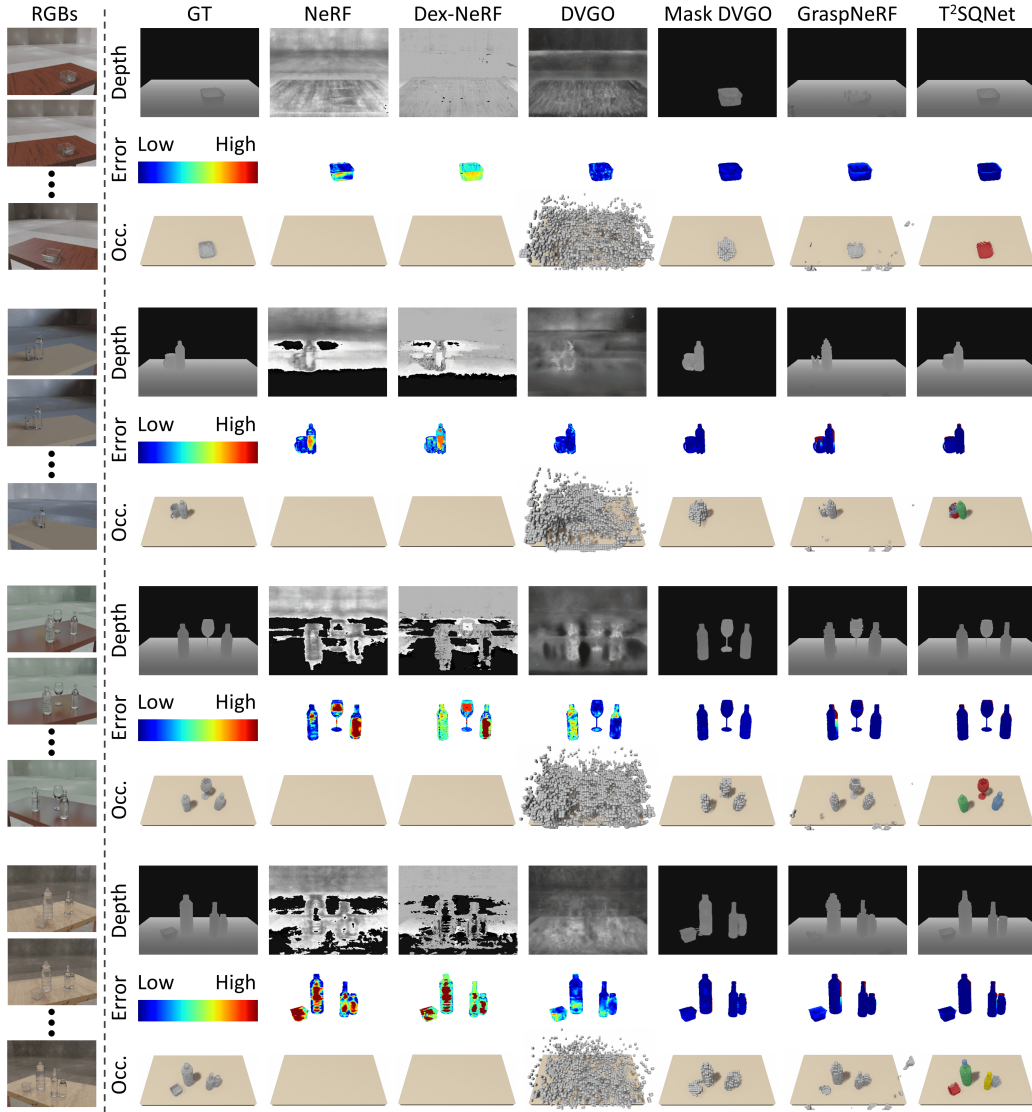 RGBs GT NeRF Dex-NeRF DVGO Mask DVGO GraspNeRF T²SQNet
Depth
Low High
Error
Occ.
Depth
Low High
Error
Occ.
Depth
Low High
Error
Occ.
Depth
Low High
Error
Occ.